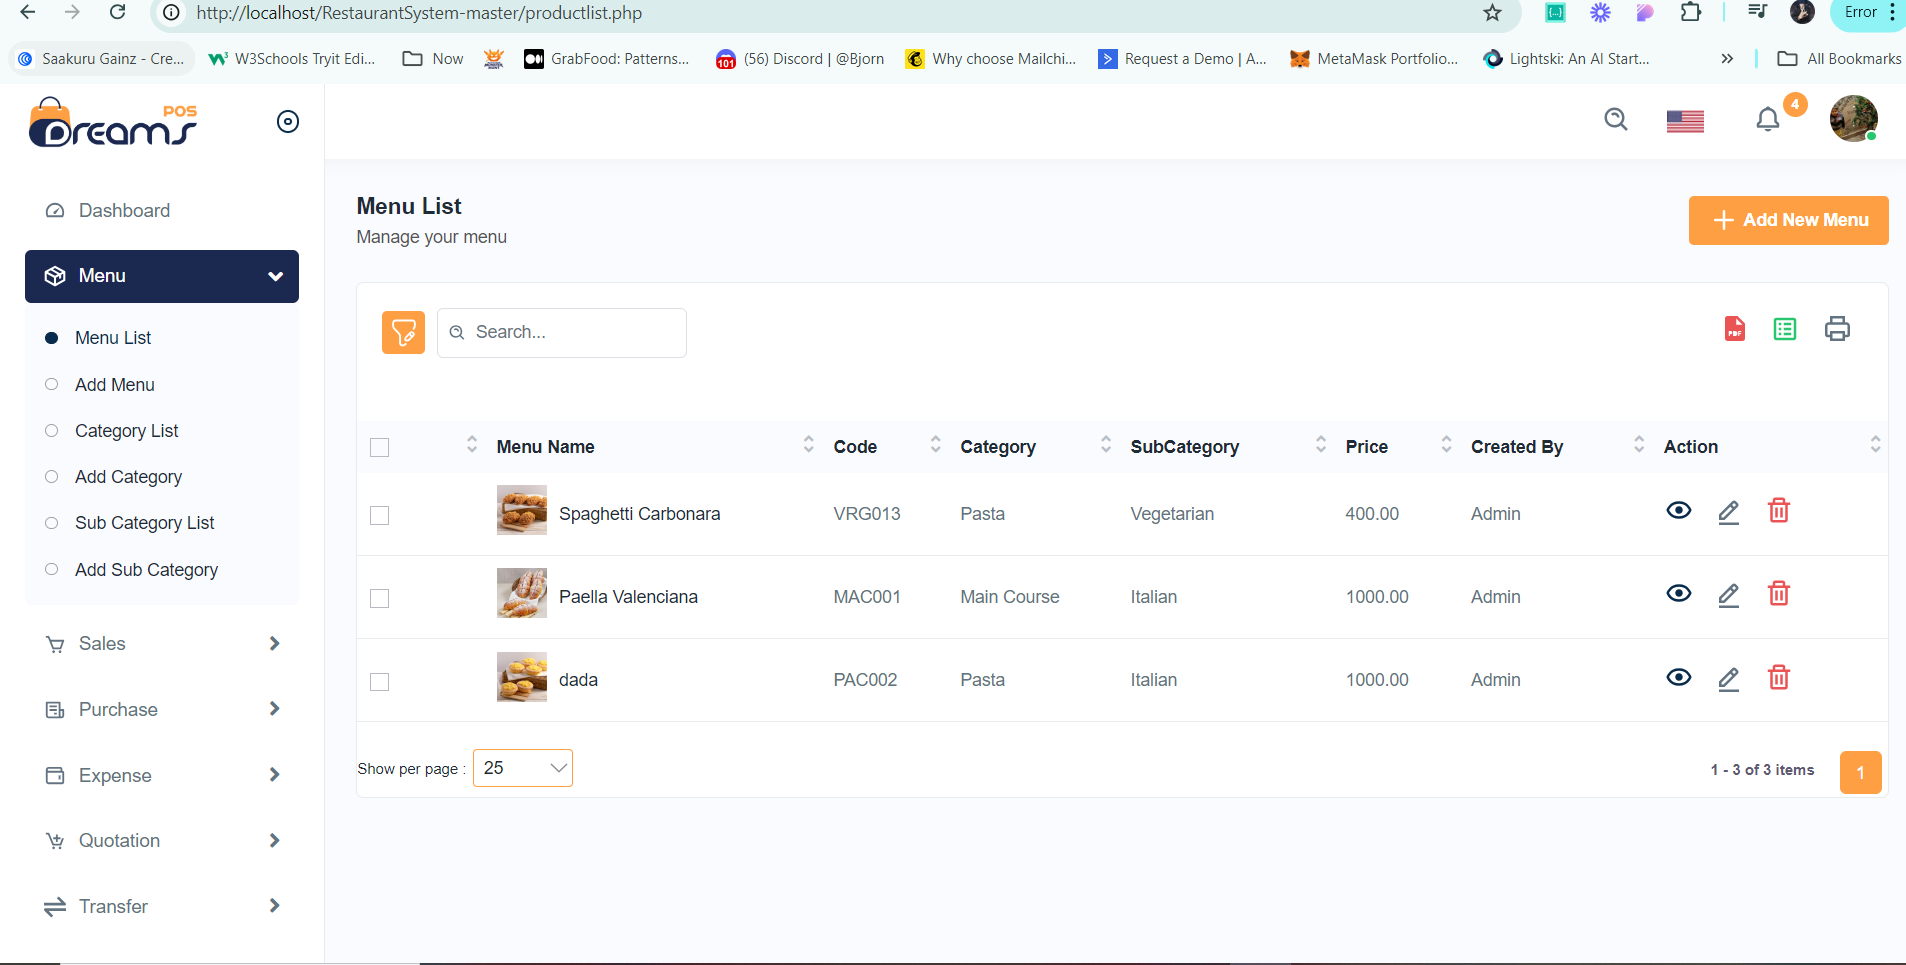 http://localhost/RestaurantSystem-master/productlist.php
Error
Saakuru Gainz - Cre...
W3Schools Tryit Edi...
Now
GrabFood: Patterns...
101
(56) Discord | @Bjorn
Why choose Mailchi...
Request a Demo | A...
MetaMask Portfolio...
Lightski: An AI Start...
All Bookmarks
Dreams POS
4
Dashboard
Menu
Menu List
Add Menu
Category List
Add Category
Sub Category List
Add Sub Category
Sales
Purchase
Expense
Quotation
Transfer
Menu List
Manage your menu
Add New Menu
Search...
PDF
Menu Name Code Category SubCategory Price Created By Action
Spaghetti Carbonara VRG013 Pasta Vegetarian 400.00 Admin
Paella Valenciana MAC001 Main Course Italian 1000.00 Admin
dada PAC002 Pasta Italian 1000.00 Admin
Show per page : 25
1 - 3 of 3 items 1